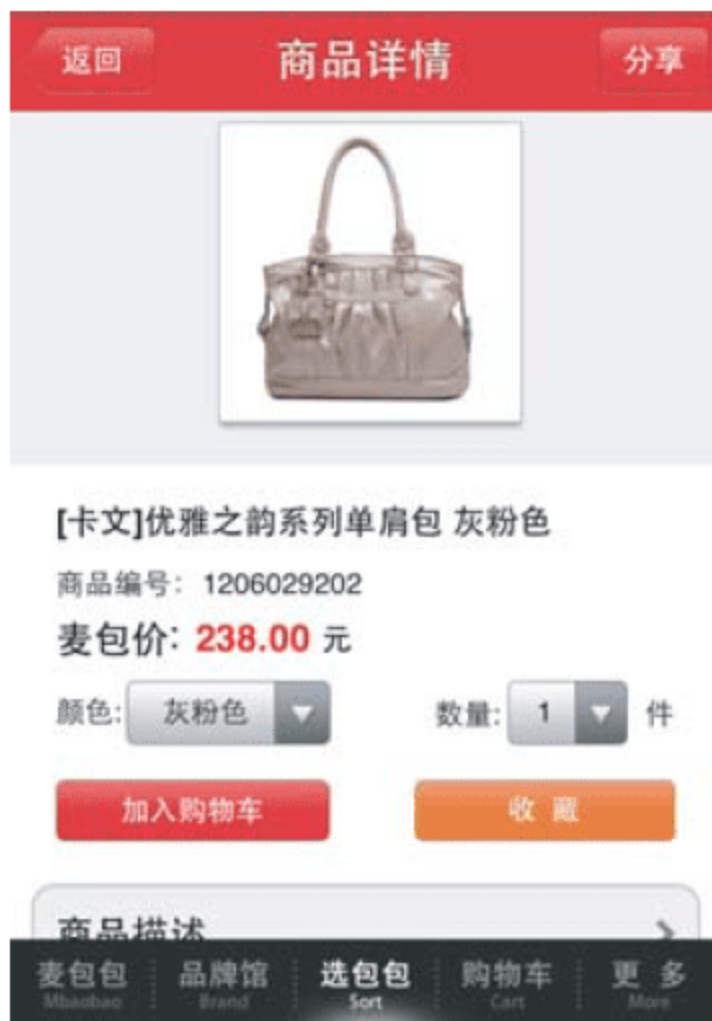 返回 商品详情 分享
[卡文]优雅之韵系列单肩包 灰粉色
商品编号: 1206029202
麦包价: 238.00 元
颜色: 灰粉色 数量: 1 件
加入购物车 收 藏
商品描述
麦包包 品牌馆 选包包 购物车 更 多
Mbaobao Brand Sort Cart More